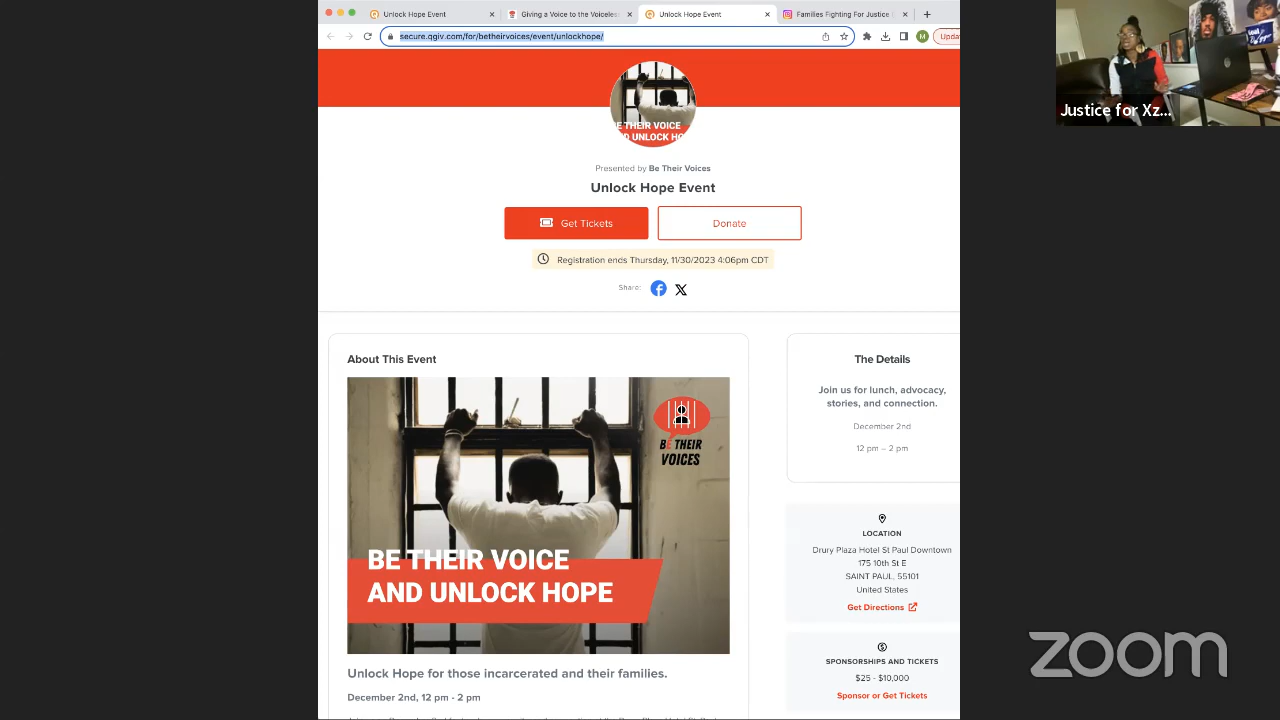 Unlock Hope Event
Giving a Voice to the Voiceless
Unlock Hope Event
Families Fighting For Justice
secure.qgiv.com/for/betheirvoices/event/unlockhope/
M
Upda
E THEIR VOICE
D UNLOCK HO
Presented by Be Their Voices
Unlock Hope Event
Get Tickets
Donate
Registration ends Thursday, 11/30/2023 4:06pm CDT
Share:
About This Event
BE THEIR
VOICES
BE THEIR VOICE
AND UNLOCK HOPE
Unlock Hope for those incarcerated and their families.
December 2nd, 12 pm - 2 pm
The Details
Join us for lunch, advocacy,
stories, and connection.
December 2nd
12 pm – 2 pm
LOCATION
Drury Plaza Hotel St Paul Downtown
175 10th St E
SAINT PAUL, 55101
United States
Get Directions
SPONSORSHIPS AND TICKETS
$25 - $10,000
Sponsor or Get Tickets
Justice for Xz...
zoom